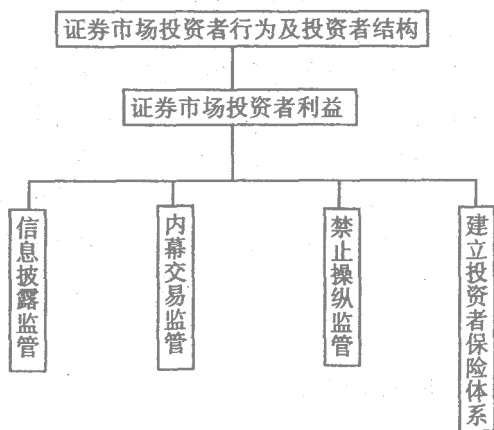 证券市场投资者行为及投资者结构
证券市场投资者利益
信息披露监管
内幕交易监管
禁止操纵监管
建立投资者保险体系